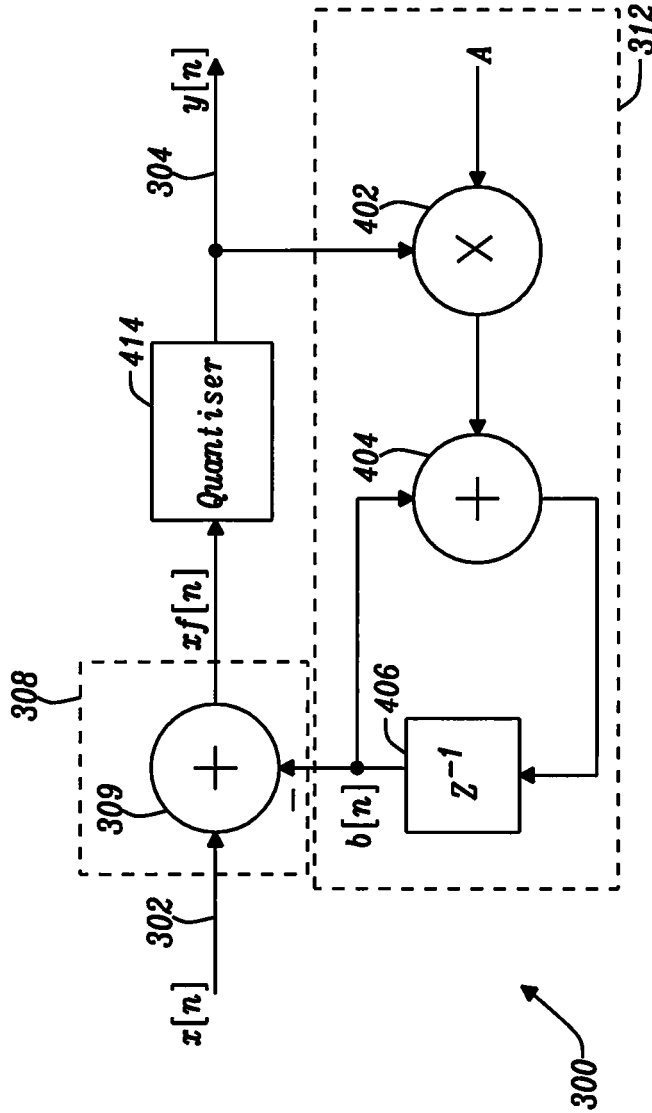 308
309
302
x[n]
xf[n]
414
Quantiser
304
y[n]
+
−
b[n]
406
Z⁻¹
404
+
402
X
A
312
300